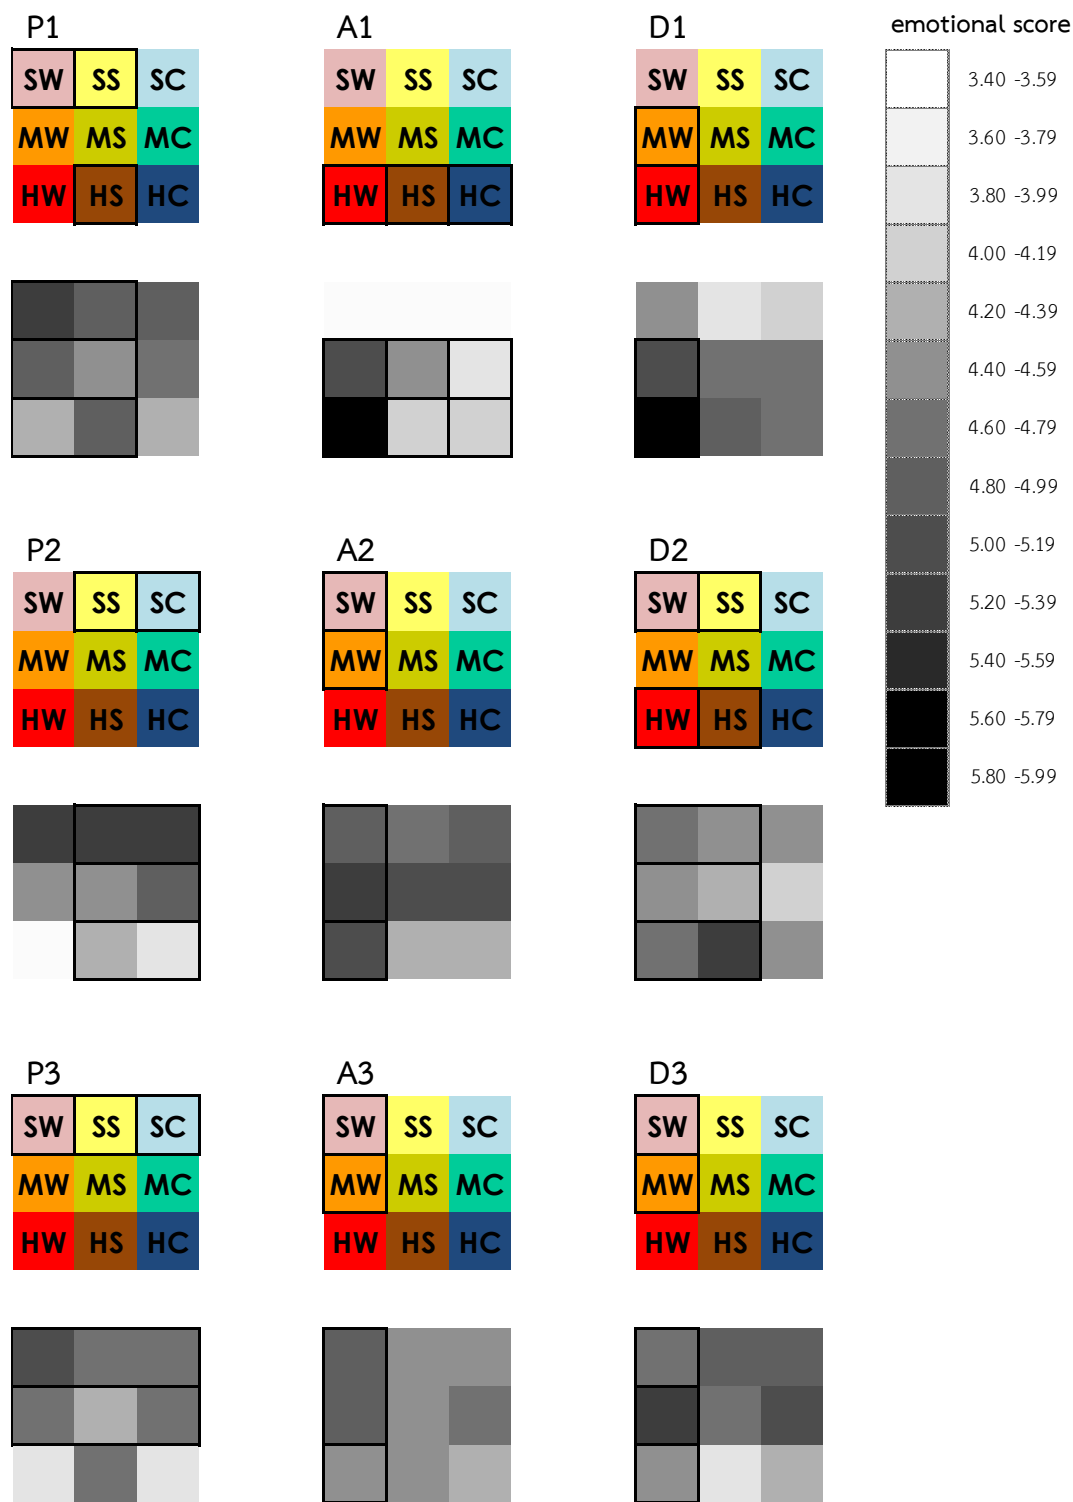 P1 A1 D1 emotional score
SW SS SC SW SS SC SW SS SC 3.40 -3.59
MW MS MC MW MS MC MW MS MC 3.60 -3.79
HW HS HC HW HS HC HW HS HC 3.80 -3.99
4.00 -4.19
4.20 -4.39
4.40 -4.59
4.60 -4.79
4.80 -4.99
P2 A2 D2 5.00 -5.19
SW SS SC SW SS SC SW SS SC 5.20 -5.39
MW MS MC MW MS MC MW MS MC 5.40 -5.59
HW HS HC HW HS HC HW HS HC 5.60 -5.79
5.80 -5.99
P3 A3 D3
SW SS SC SW SS SC SW SS SC
MW MS MC MW MS MC MW MS MC
HW HS HC HW HS HC HW HS HC